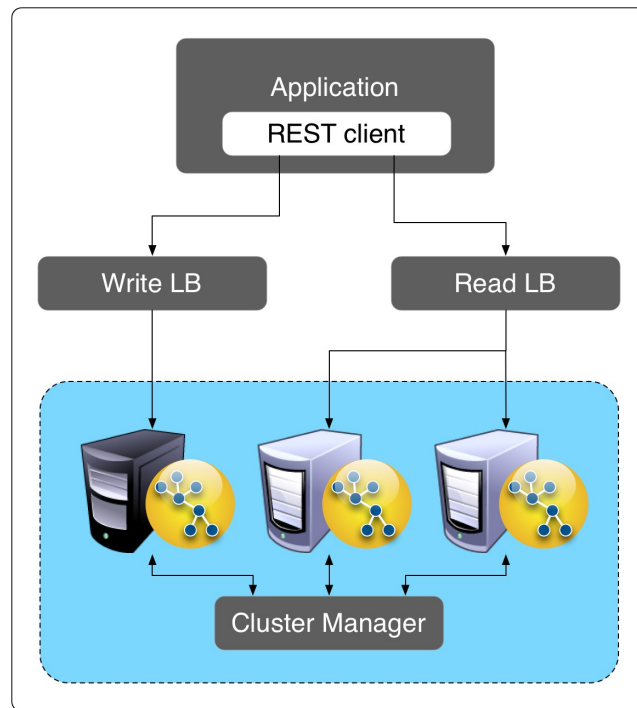 Application
REST client
Write LB
Read LB
Cluster Manager